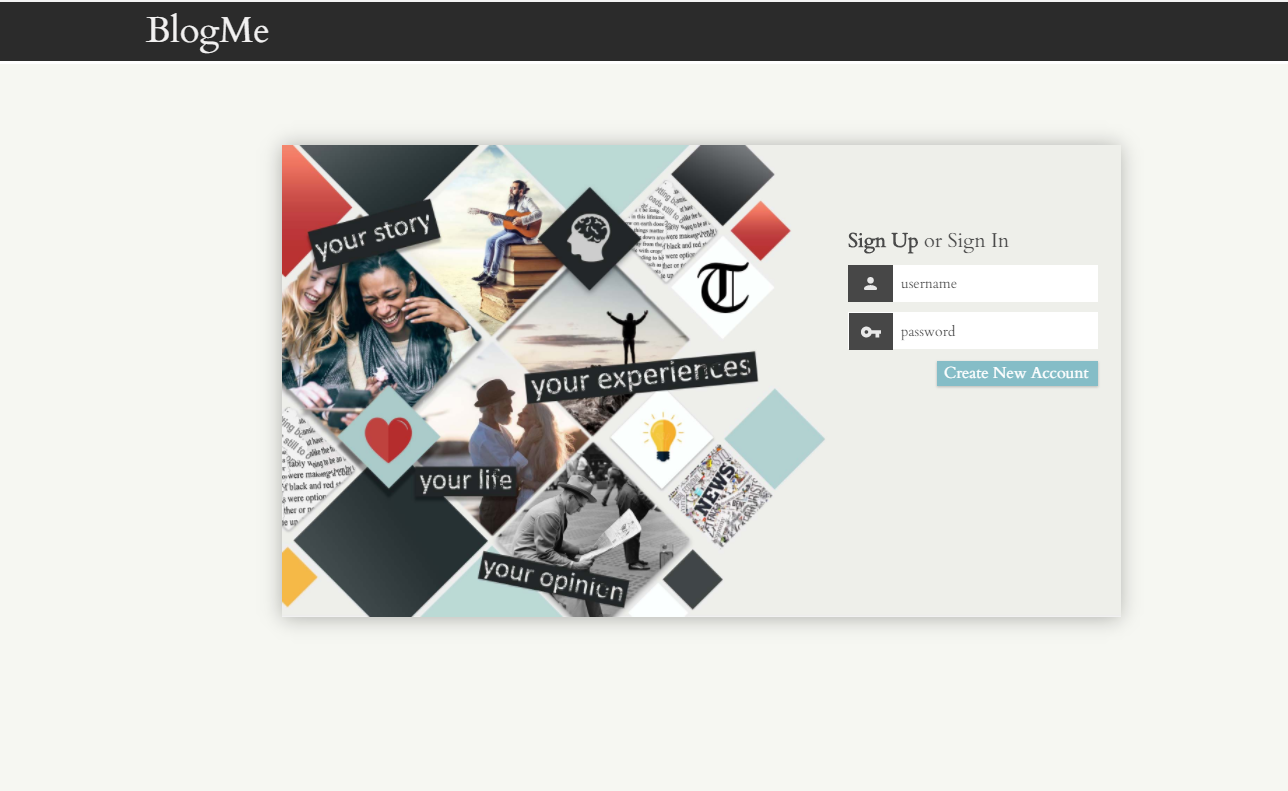 BlogMe
your story
T
Sign Up or Sign In
username
password
your experiences
Create New Account
your life
NEWS
your opinion